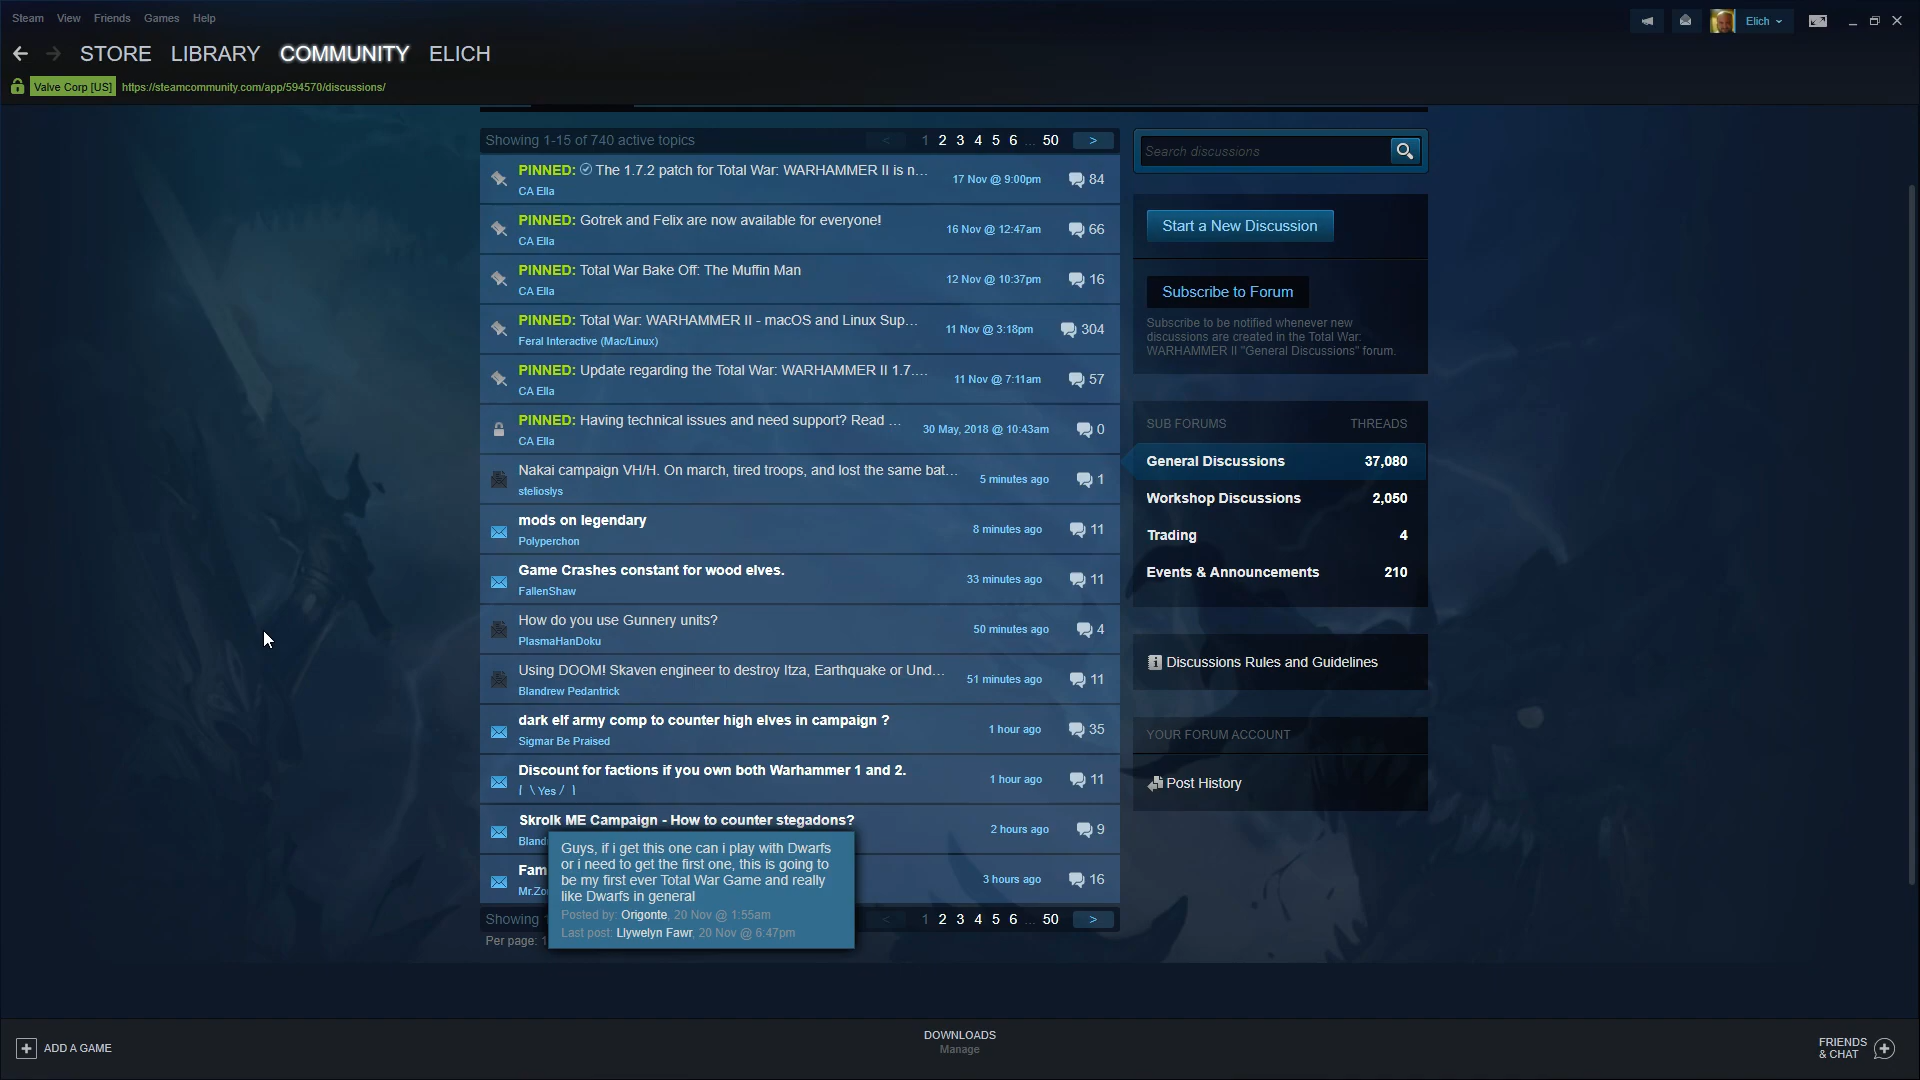 Steam View Friends Games Help
Elich
STORE LIBRARY COMMUNITY ELICH
Valve Corp [US] https://steamcommunity.com/app/594570/discussions/
Showing 1-15 of 740 active topics < 1 2 3 4 5 6 ... 50 >
PINNED: The 1.7.2 patch for Total War: WARHAMMER II is n... 17 Nov @ 9:00pm 84
CA Ella
PINNED: Gotrek and Felix are now available for everyone! 16 Nov @ 12:47am 66
CA Ella
PINNED: Total War Bake Off: The Muffin Man 12 Nov @ 10:37pm 16
CA Ella
PINNED: Total War: WARHAMMER II - macOS and Linux Sup... 11 Nov @ 3:18pm 304
Feral Interactive (Mac/Linux)
PINNED: Update regarding the Total War: WARHAMMER II 1.7.... 11 Nov @ 7:11am 57
CA Ella
PINNED: Having technical issues and need support? Read ... 30 May, 2018 @ 10:43am 0
CA Ella
Nakai campaign VH/H. On march, tired troops, and lost the same bat... 5 minutes ago 1
stelioslys
mods on legendary 8 minutes ago 11
Polyperchon
Game Crashes constant for wood elves. 33 minutes ago 11
FallenShaw
How do you use Gunnery units? 50 minutes ago 4
PlasmaHanDoku
Using DOOM! Skaven engineer to destroy Itza, Earthquake or Und... 51 minutes ago 11
Blandrew Pedantrick
dark elf army comp to counter high elves in campaign ? 1 hour ago 35
Sigmar Be Praised
Discount for factions if you own both Warhammer 1 and 2. 1 hour ago 11
[ \ Yes / ]
Skrolk ME Campaign - How to counter stegadons? 2 hours ago 9
Bland
Fam 3 hours ago 16
Mr.Zo
Guys, if i get this one can i play with Dwarfs
or i need to get the first one, this is going to
be my first ever Total War Game and really
like Dwarfs in general
Posted by: Origonte, 20 Nov @ 1:55am
Last post: Llywelyn Fawr, 20 Nov @ 6:47pm
Showing 1 < 1 2 3 4 5 6 ... 50 >
Per page: 1
Search discussions
Start a New Discussion
Subscribe to Forum
Subscribe to be notified whenever new
discussions are created in the Total War:
WARHAMMER II "General Discussions" forum.
SUB FORUMS THREADS
General Discussions 37,080
Workshop Discussions 2,050
Trading 4
Events & Announcements 210
Discussions Rules and Guidelines
YOUR FORUM ACCOUNT
Post History
ADD A GAME
DOWNLOADS
Manage
FRIENDS
& CHAT